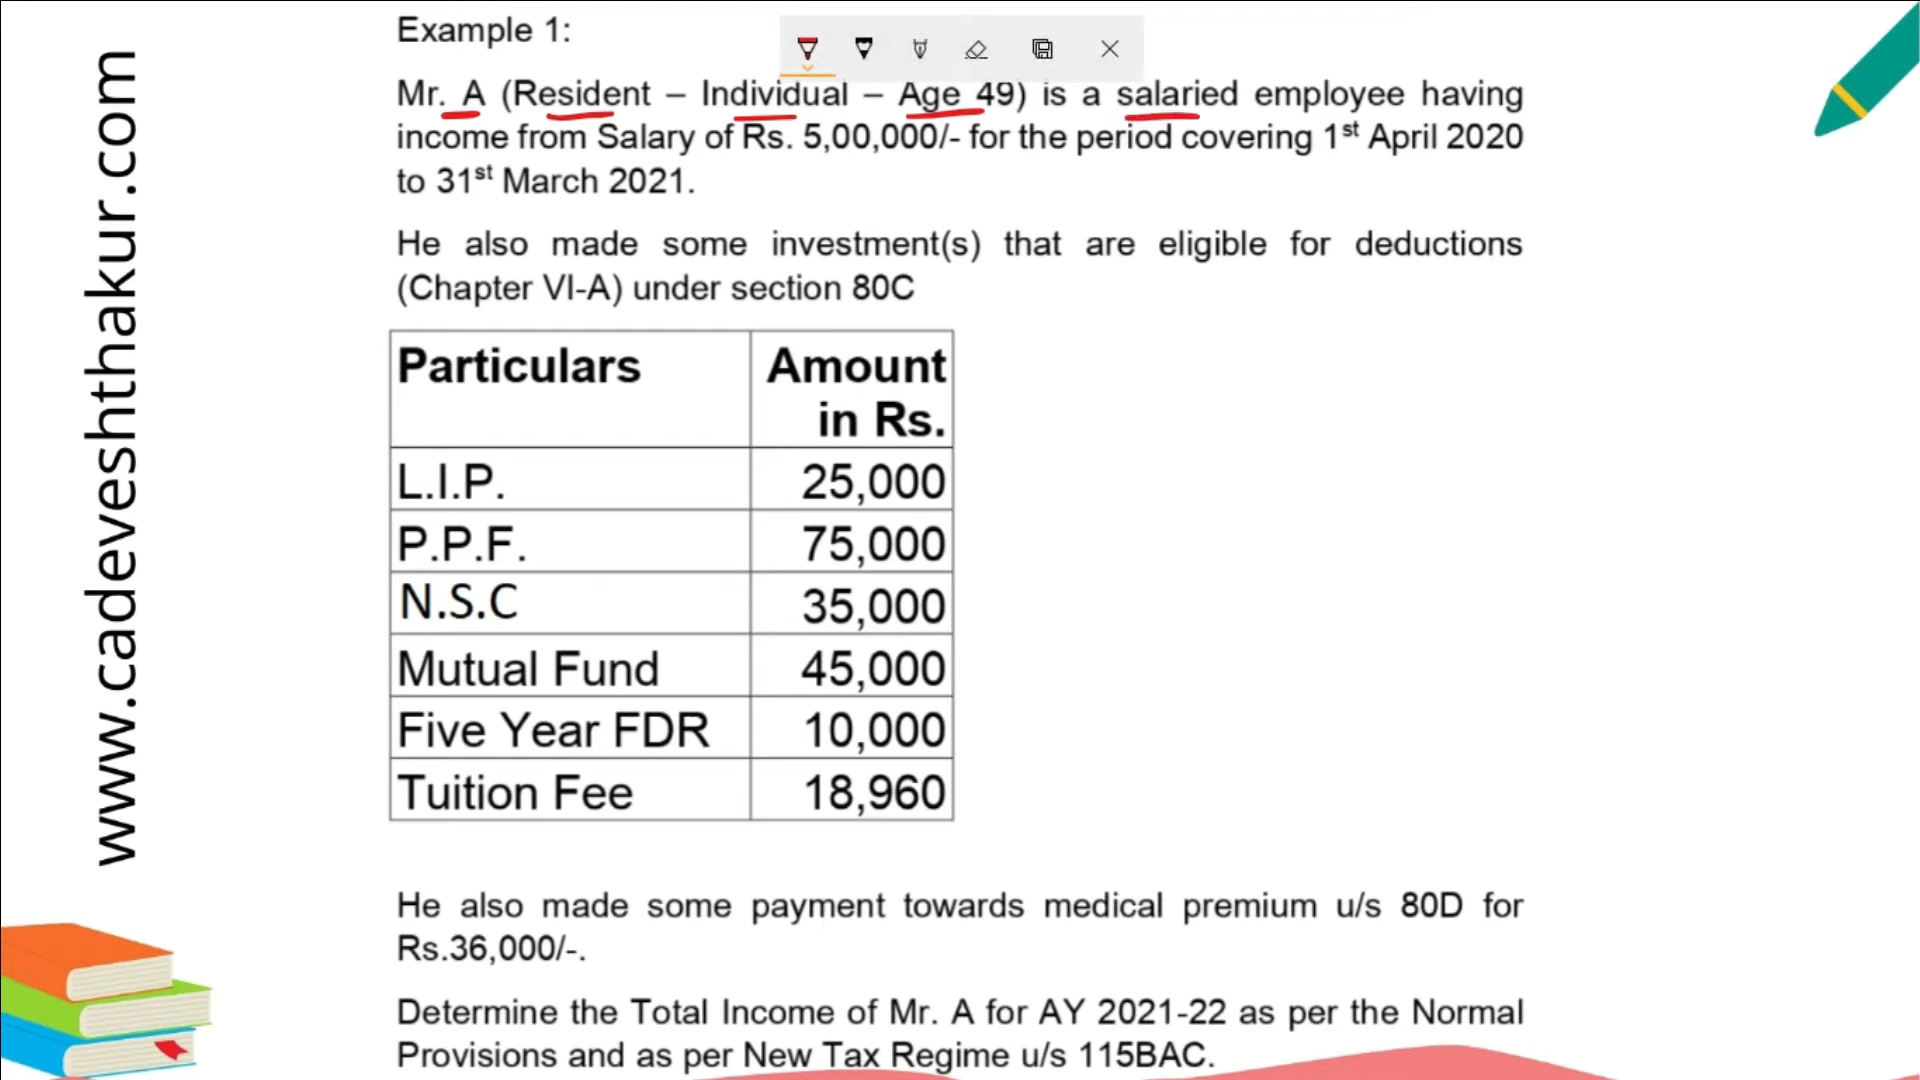 www.cadeveshthakur.com
Example 1:
Mr. A (Resident – Individual – Age 49) is a salaried employee having
income from Salary of Rs. 5,00,000/- for the period covering 1st April 2020
to 31st March 2021.
He also made some investment(s) that are eligible for deductions
(Chapter VI-A) under section 80C
Particulars Amount
in Rs.
L.I.P. 25,000
P.P.F. 75,000
N.S.C 35,000
Mutual Fund 45,000
Five Year FDR 10,000
Tuition Fee 18,960
He also made some payment towards medical premium u/s 80D for
Rs.36,000/-.
Determine the Total Income of Mr. A for AY 2021-22 as per the Normal
Provisions and as per New Tax Regime u/s 115BAC.